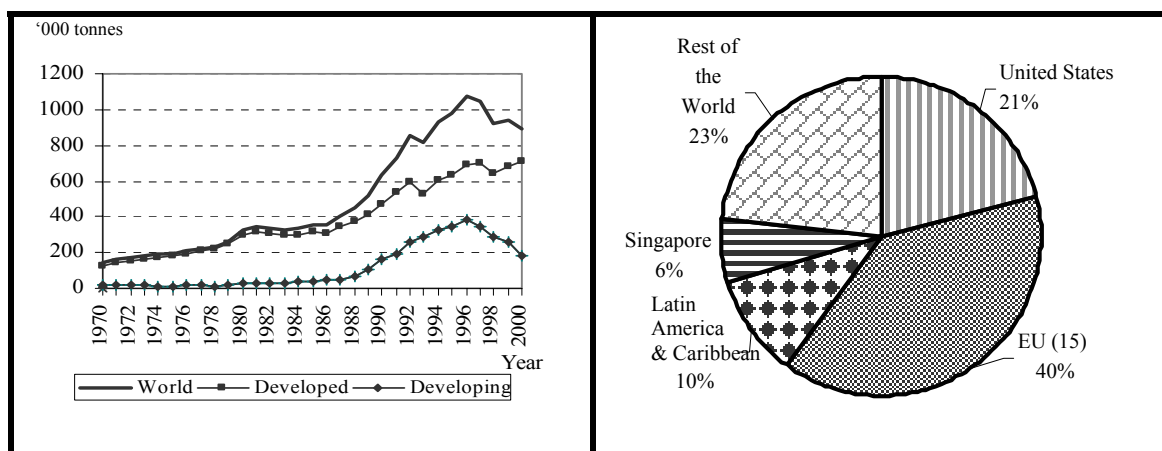 ‘000 tonnes
1200
1000
800
600
400
200
0
1970
1972
1974
1976
1978
1980
1982
1984
1986
1988
1990
1992
1994
1996
1998
2000
Year
World
Developed
Developing
Rest of
the
World
23%
United States
21%
Singapore
6%
Latin
America
& Caribbean
10%
EU (15)
40%